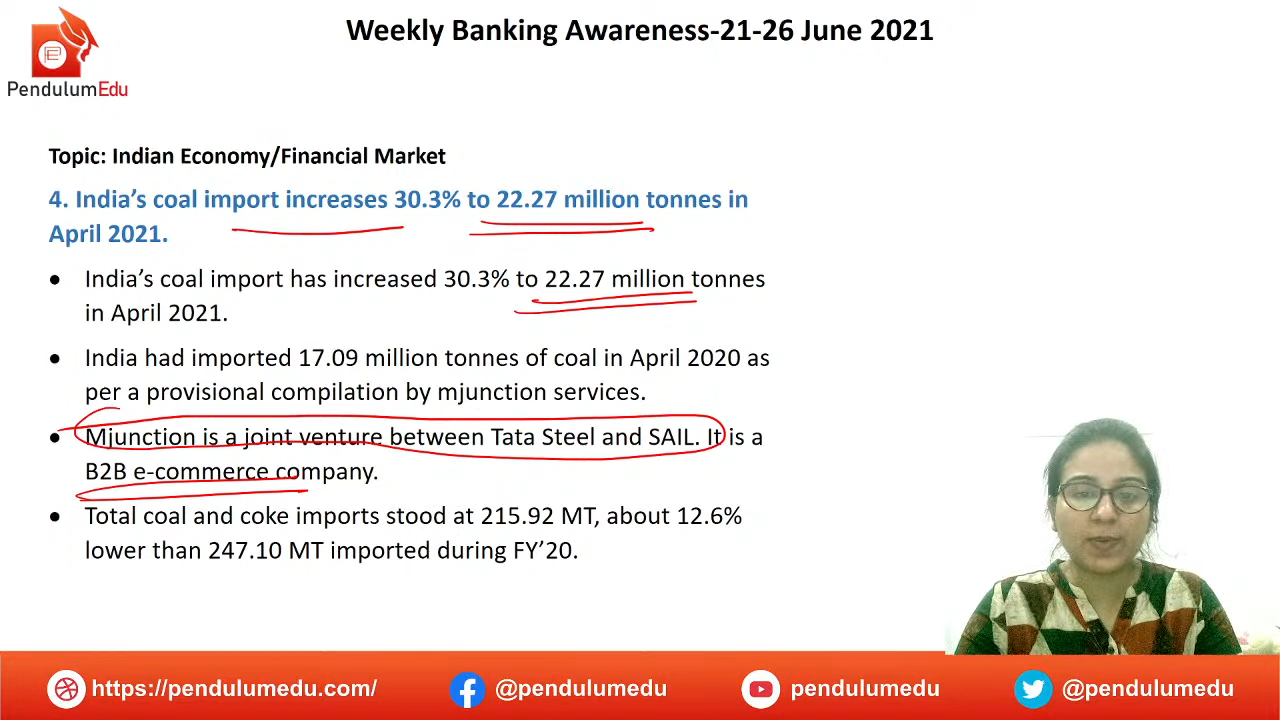 Weekly Banking Awareness-21-26 June 2021
PendulumEdu
Topic: Indian Economy/Financial Market
4. India's coal import increases 30.3% to 22.27 million tonnes in
April 2021.
• India's coal import has increased 30.3% to 22.27 million tonnes
in April 2021.
• India had imported 17.09 million tonnes of coal in April 2020 as
per a provisional compilation by mjunction services.
• Mjunction is a joint venture between Tata Steel and SAIL. It is a
B2B e-commerce company.
• Total coal and coke imports stood at 215.92 MT, about 12.6%
lower than 247.10 MT imported during FY'20.
https://pendulumedu.com/ @pendulumedu pendulumedu @pendulumedu